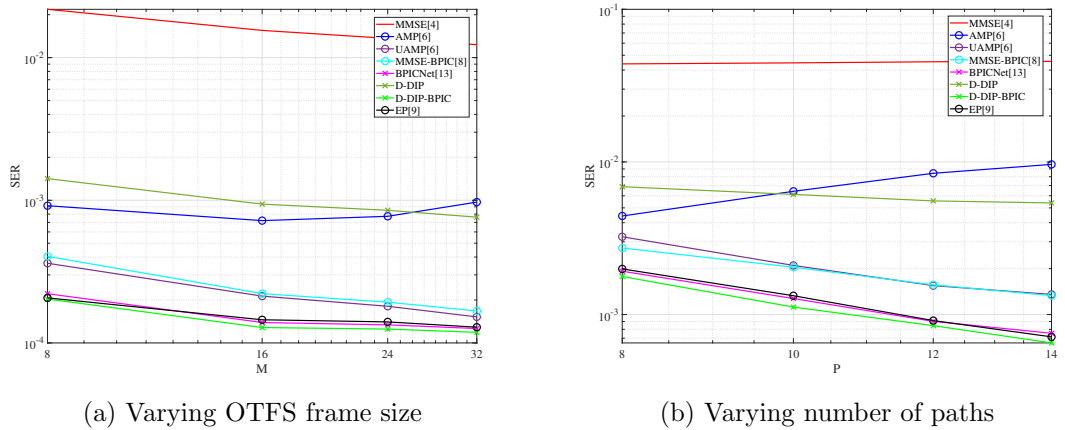 10^-2
10^-3
10^-4
SER
8
16
24
32
M
MMSE[4]
AMP[6]
UAMP[6]
MMSE-BPIC[8]
BPICNet[13]
D-DIP
D-DIP-BPIC
EP[9]
(a) Varying OTFS frame size
10^-1
10^-2
10^-3
SER
8
10
12
14
P
MMSE[4]
AMP[6]
UAMP[6]
MMSE-BPIC[8]
BPICNet[13]
D-DIP
D-DIP-BPIC
EP[9]
(b) Varying number of paths